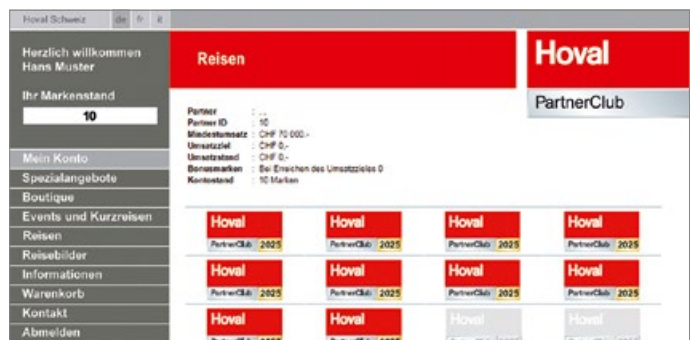 Hoval Schweiz de fr it
Herzlich willkommen
Hans Muster
Ihr Markenstand
10
Mein Konto
Spezialangebote
Boutique
Events und Kurzreisen
Reisen
Reisebilder
Informationen
Warenkorb
Kontakt
Abmelden
Reisen
Hoval
PartnerClub
Partner : . .
Partner ID : 10
Mindestumsatz : CHF 70 000.-
Umsatzziel : CHF 0,-
Umsatzstand : CHF 0,-
Bonusmarken : Bei Erreichen des Umsatzzieles 0
Kontostand : 10 Marken
Hoval Hoval Hoval Hoval
PartnerClub 2025 PartnerClub 2025 PartnerClub 2025 PartnerClub 2025
Hoval Hoval Hoval Hoval
PartnerClub 2025 PartnerClub 2025 PartnerClub 2025 PartnerClub 2025
Hoval Hoval Hoval Hoval